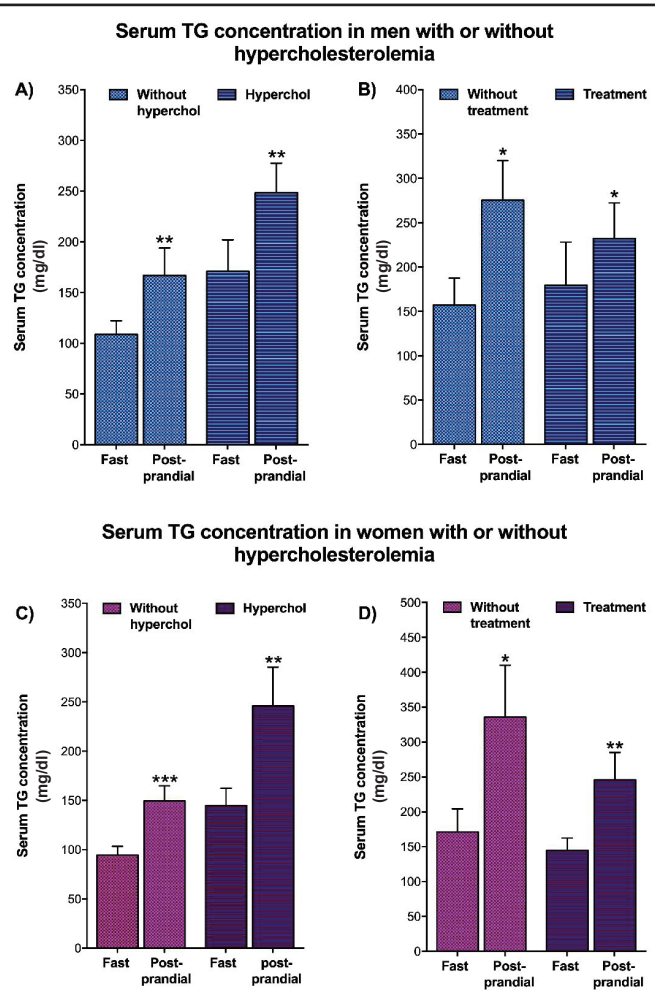 Serum TG concentration in men with or without
hypercholesterolemia
A)
Without
hyperchol
Hyperchol
Serum TG concentration
(mg/dl)
350
300
250
200
150
100
50
0
**
**
Fast
Post-
prandial
Fast
Post-
prandial
B)
Without
treatment
Treatment
Serum TG concentration
(mg/dl)
400
350
300
250
200
150
100
50
0
*
*
Fast
Post-
prandial
Fast
Post-
prandial
Serum TG concentration in women with or without
hypercholesterolemia
C)
Without
hyperchol
Hyperchol
Serum TG concentration
(mg/dl)
350
300
250
200
150
100
50
0
***
**
Fast
Post-
prandial
Fast
post-
prandial
D)
Without
treatment
Treatment
Serum TG concentration
(mg/dl)
500
450
400
350
300
250
200
150
100
50
0
*
**
Fast
Post-
prandial
Fast
Post-
prandial